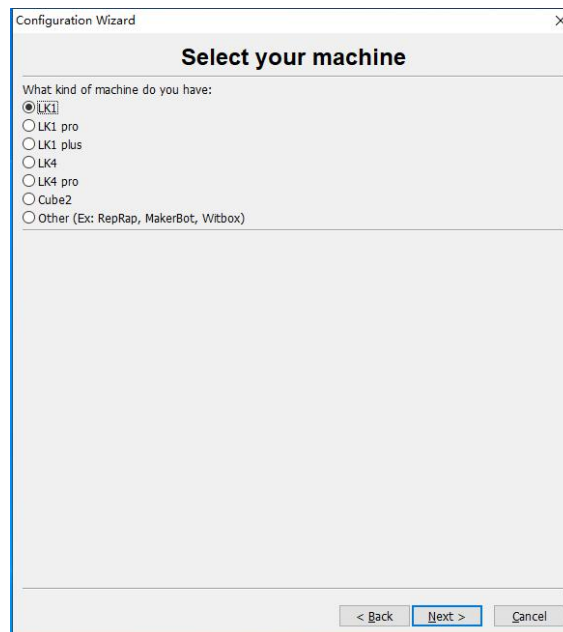 Configuration Wizard
Select your machine
What kind of machine do you have:
LK1
LK1 pro
LK1 plus
LK4
LK4 pro
Cube2
Other (Ex: RepRap, MakerBot, Witbox)
< Back Next > Cancel